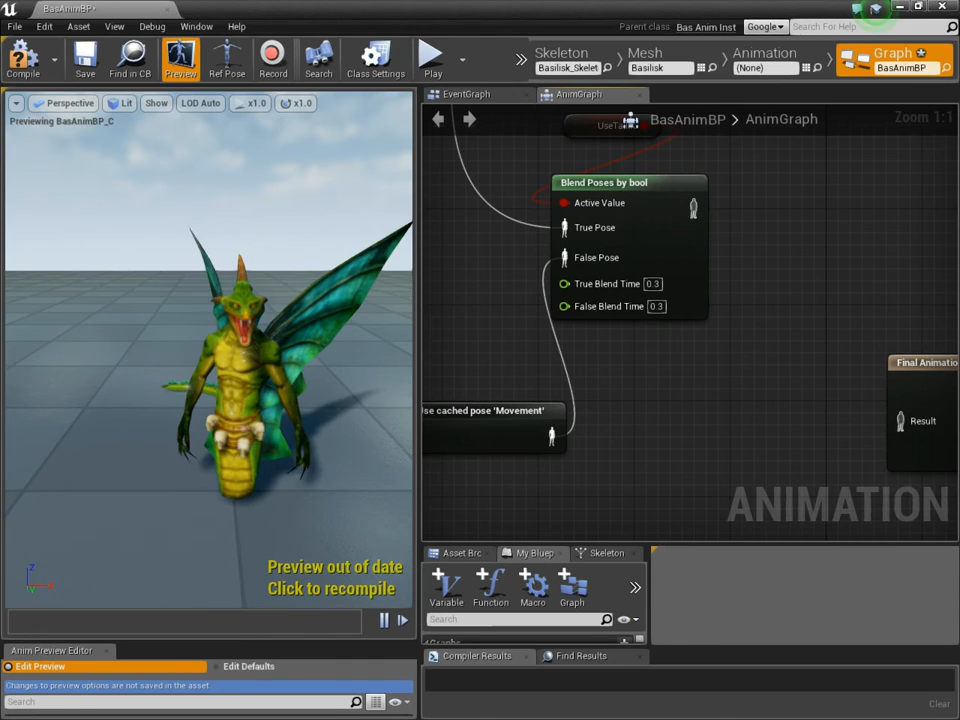 BasAnimBP*
File Edit Asset View Debug Window Help
Parent class: Bas Anim Inst Google Search For Help
Compile Save Find in CB Preview Ref Pose Record Search Class Settings Play
Skeleton Mesh Animation Graph
Basilisk_Skelet Basilisk (None) BasAnimBP
Perspective Lit Show LOD Auto x1.0 x1.0
Previewing BasAnimBP_C
EventGraph AnimGraph
BasAnimBP > AnimGraph Zoom 1:1
Blend Poses by bool
Active Value
True Pose
False Pose
True Blend Time 0.3
False Blend Time 0.3
Final Animatio
Result
Use cached pose 'Movement'
ANIMATION
Preview out of date
Click to recompile
Z
Asset Brc My Bluep Skeleton
Variable Function Macro Graph
Search
Anim Preview Editor
Edit Preview Edit Defaults
Changes to preview options are not saved in the asset
Search
Compiler Results Find Results
Clear